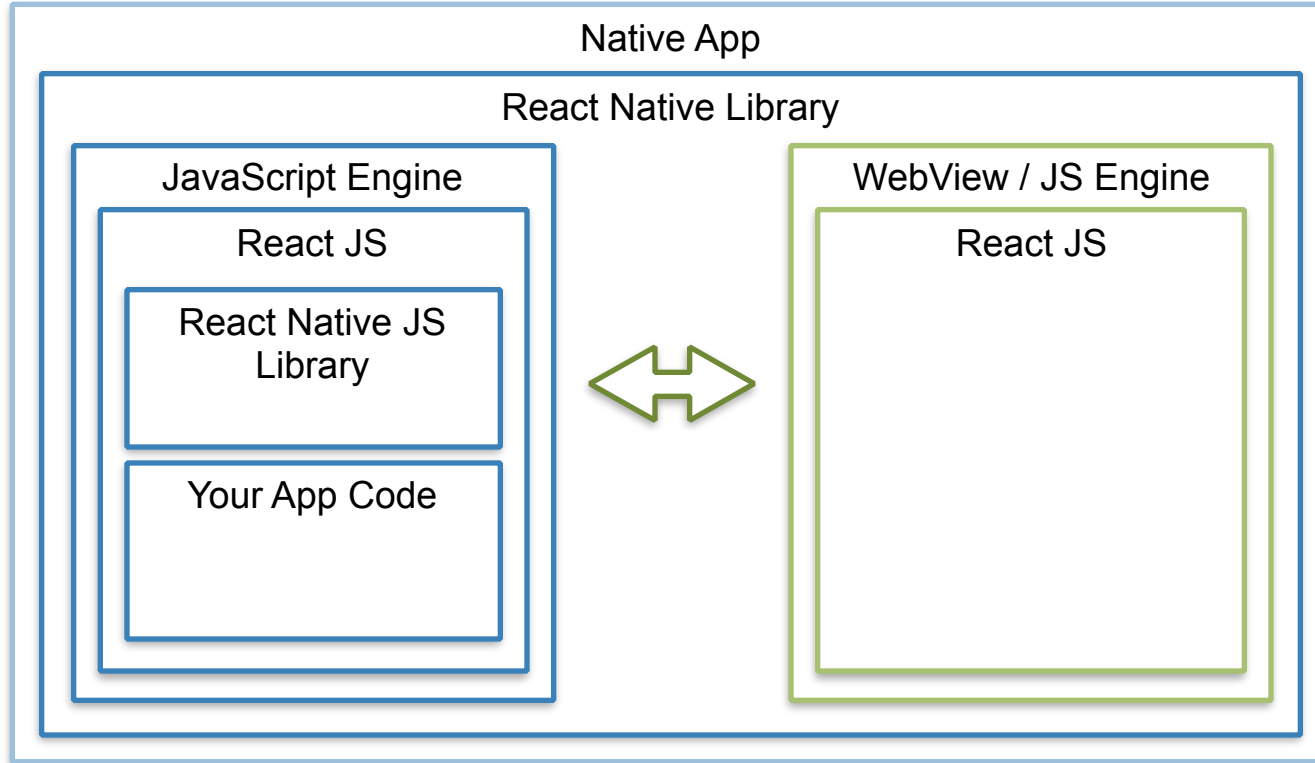 Native App
React Native Library
JavaScript Engine
React JS
React Native JS
Library
Your App Code
WebView / JS Engine
React JS